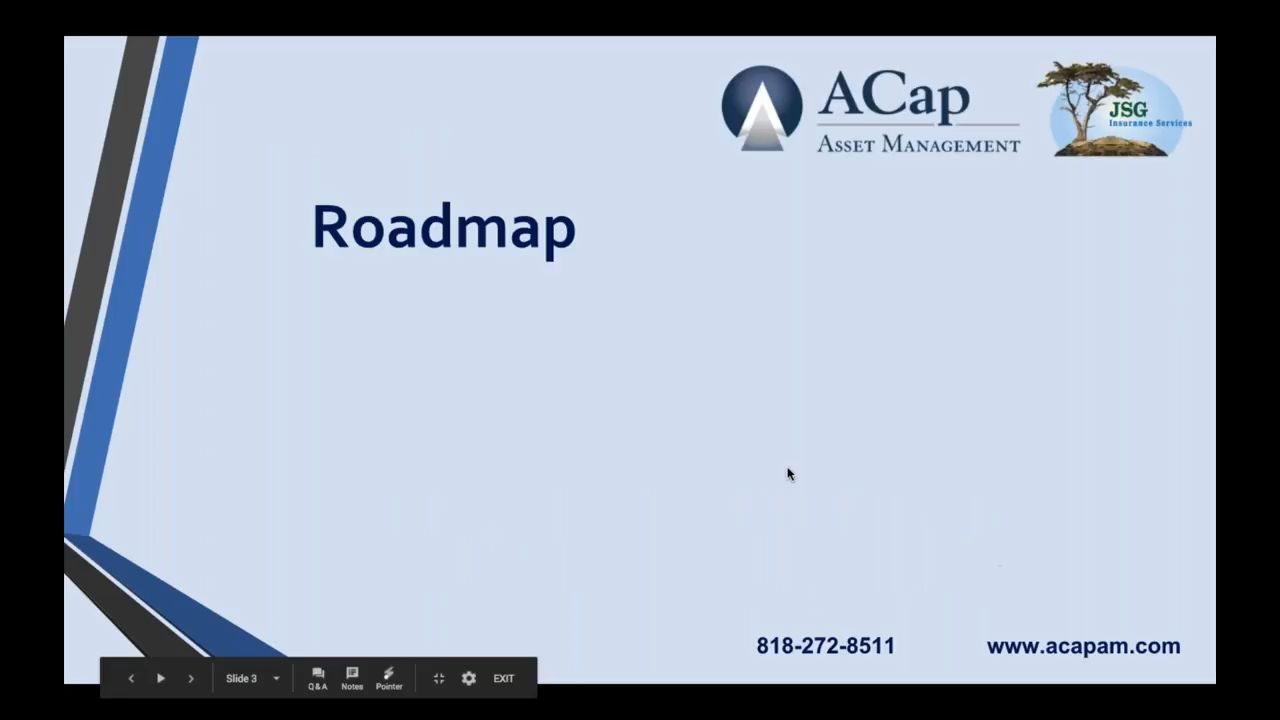 ACap
ASSET MANAGEMENT
JSG
Insurance Services
Roadmap
818-272-8511
www.acapam.com
Slide 3
Q&A
Notes
Pointer
EXIT